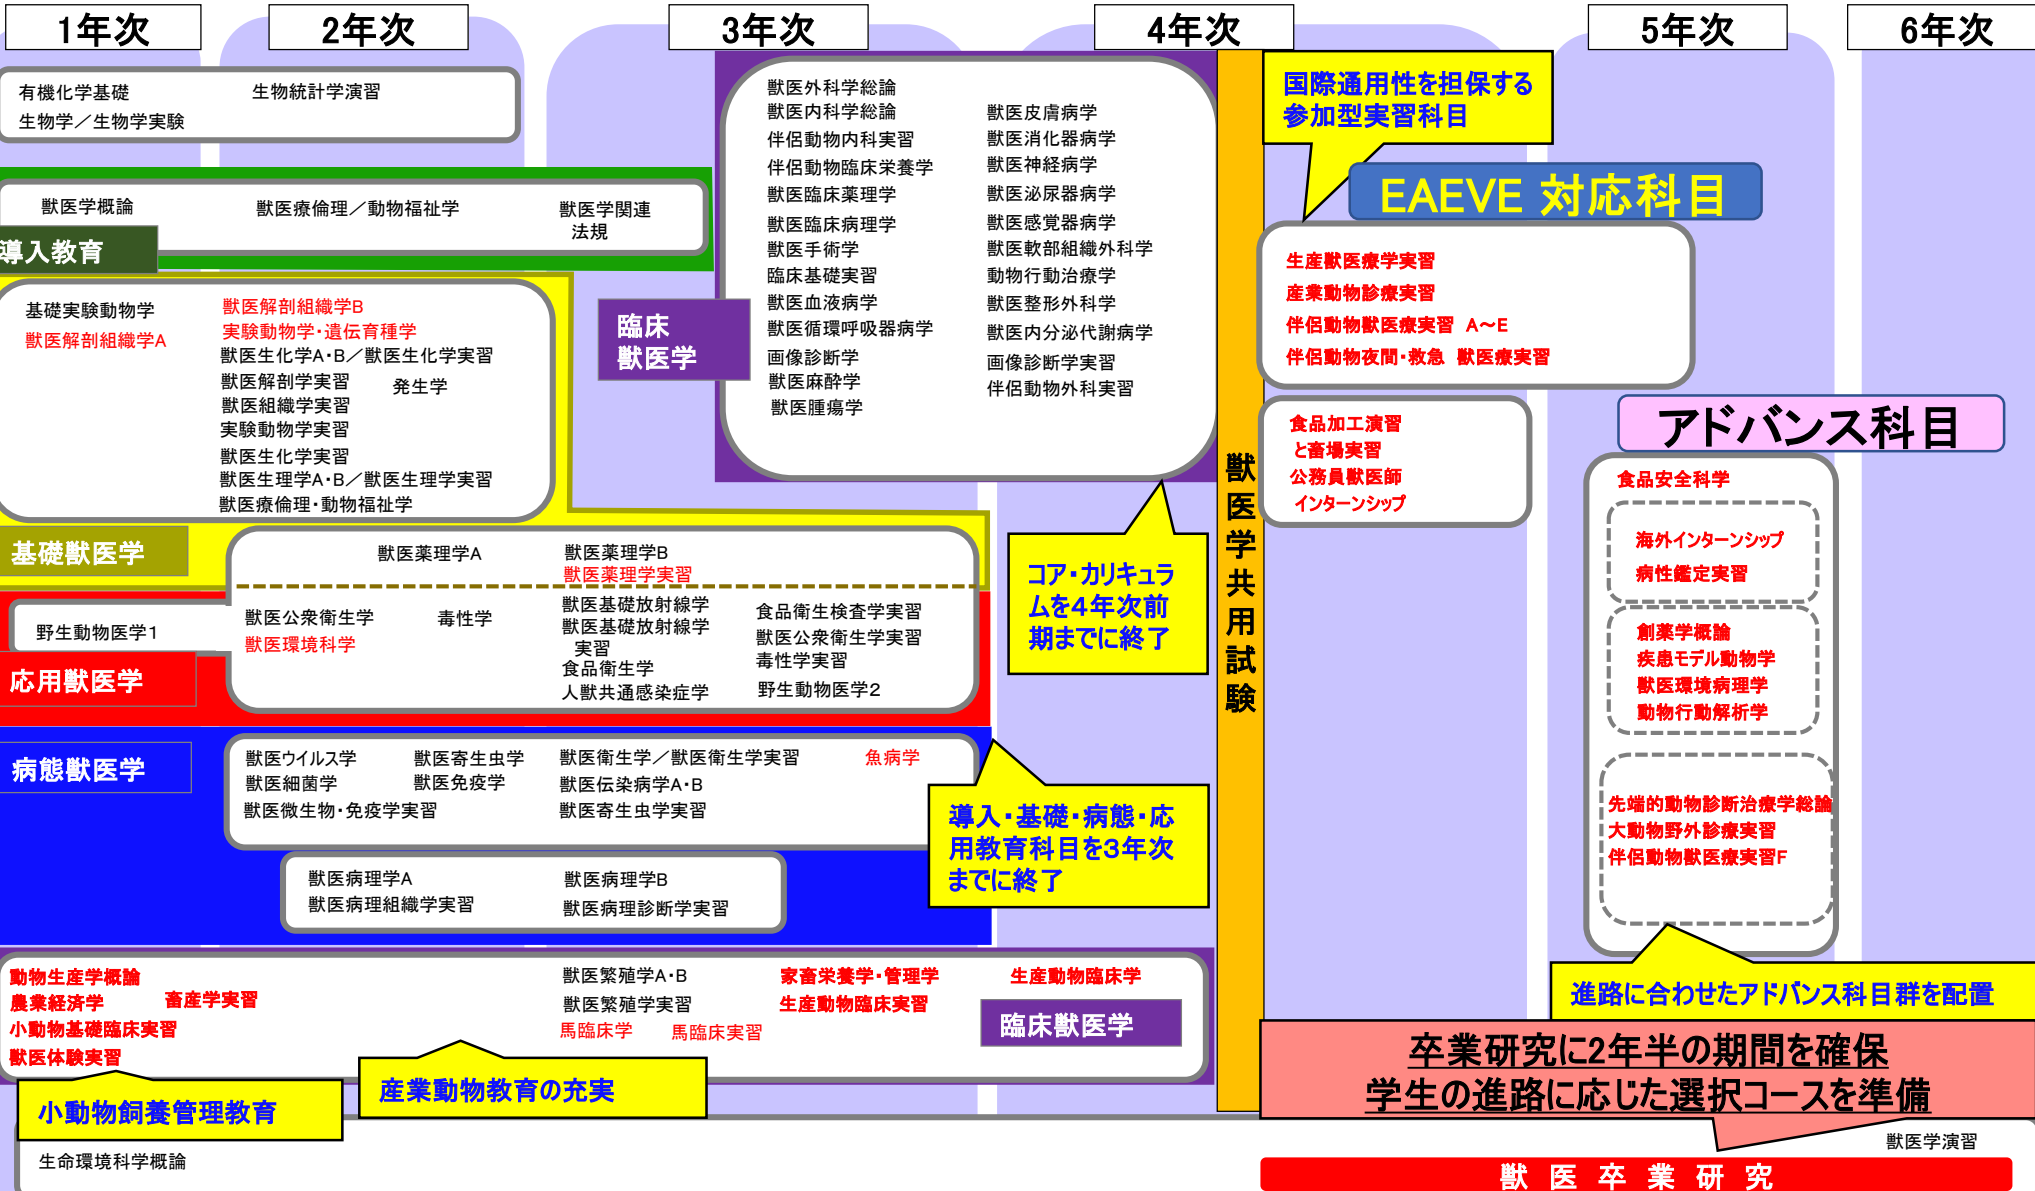 1年次
2年次
3年次
4年次
5年次
6年次
有機化学基礎
生物統計学演習
生物学／生物学実験
獣医学概論
獣医療倫理／動物福祉学
獣医学関連
法規
導入教育
基礎実験動物学
獣医解剖組織学A
獣医解剖組織学B
実験動物学・遺伝育種学
獣医生化学A・B／獣医生化学実習
獣医解剖学実習
発生学
獣医組織学実習
実験動物学実習
獣医生化学実習
獣医生理学A・B／獣医生理学実習
獣医療倫理・動物福祉学
基礎獣医学
獣医薬理学A
獣医薬理学B
獣医薬理学実習
野生動物医学1
獣医公衆衛生学
毒性学
獣医環境科学
獣医基礎放射線学
獣医基礎放射線学
実習
食品衛生学
人獣共通感染症学
食品衛生検査学実習
獣医公衆衛生学実習
毒性学実習
野生動物医学2
応用獣医学
病態獣医学
獣医ウイルス学
獣医寄生虫学
獣医衛生学／獣医衛生学実習
魚病学
獣医細菌学
獣医免疫学
獣医伝染病学A・B
獣医微生物・免疫学実習
獣医寄生虫学実習
獣医病理学A
獣医病理学B
獣医病理組織学実習
獣医病理診断学実習
臨床
獣医学
獣医外科学総論
獣医内科学総論
伴侶動物内科実習
伴侶動物臨床栄養学
獣医臨床薬理学
獣医臨床病理学
獣医手術学
臨床基礎実習
獣医血液病学
獣医循環呼吸器病学
画像診断学
獣医麻酔学
獣医腫瘍学
獣医皮膚病学
獣医消化器病学
獣医神経病学
獣医泌尿器病学
獣医感覚器病学
獣医軟部組織外科学
動物行動治療学
獣医整形外科学
獣医内分泌代謝病学
画像診断学実習
伴侶動物外科実習
コア・カリキュラ
ムを4年次前
期までに終了
導入・基礎・病態・応
用教育科目を3年次
までに終了
獣医学共用試験
国際通用性を担保する
参加型実習科目
EAEVE 対応科目
生産獣医療学実習
産業動物診療実習
伴侶動物獣医療実習 A～E
伴侶動物夜間・救急 獣医療実習
食品加工演習
と畜場実習
公務員獣医師
インターンシップ
アドバンス科目
食品安全科学
海外インターンシップ
病性鑑定実習
創薬学概論
疾患モデル動物学
獣医環境病理学
動物行動解析学
先端的動物診断治療学総論
大動物野外診療実習
伴侶動物獣医療実習F
進路に合わせたアドバンス科目群を配置
動物生産学概論
農業経済学
畜産学実習
小動物基礎臨床実習
獣医体験実習
獣医繁殖学A・B
獣医繁殖学実習
馬臨床学
馬臨床実習
家畜栄養学・管理学
生産動物臨床実習
生産動物臨床学
臨床獣医学
小動物飼養管理教育
産業動物教育の充実
卒業研究に2年半の期間を確保
学生の進路に応じた選択コースを準備
生命環境科学概論
獣医学演習
獣 医 卒 業 研 究